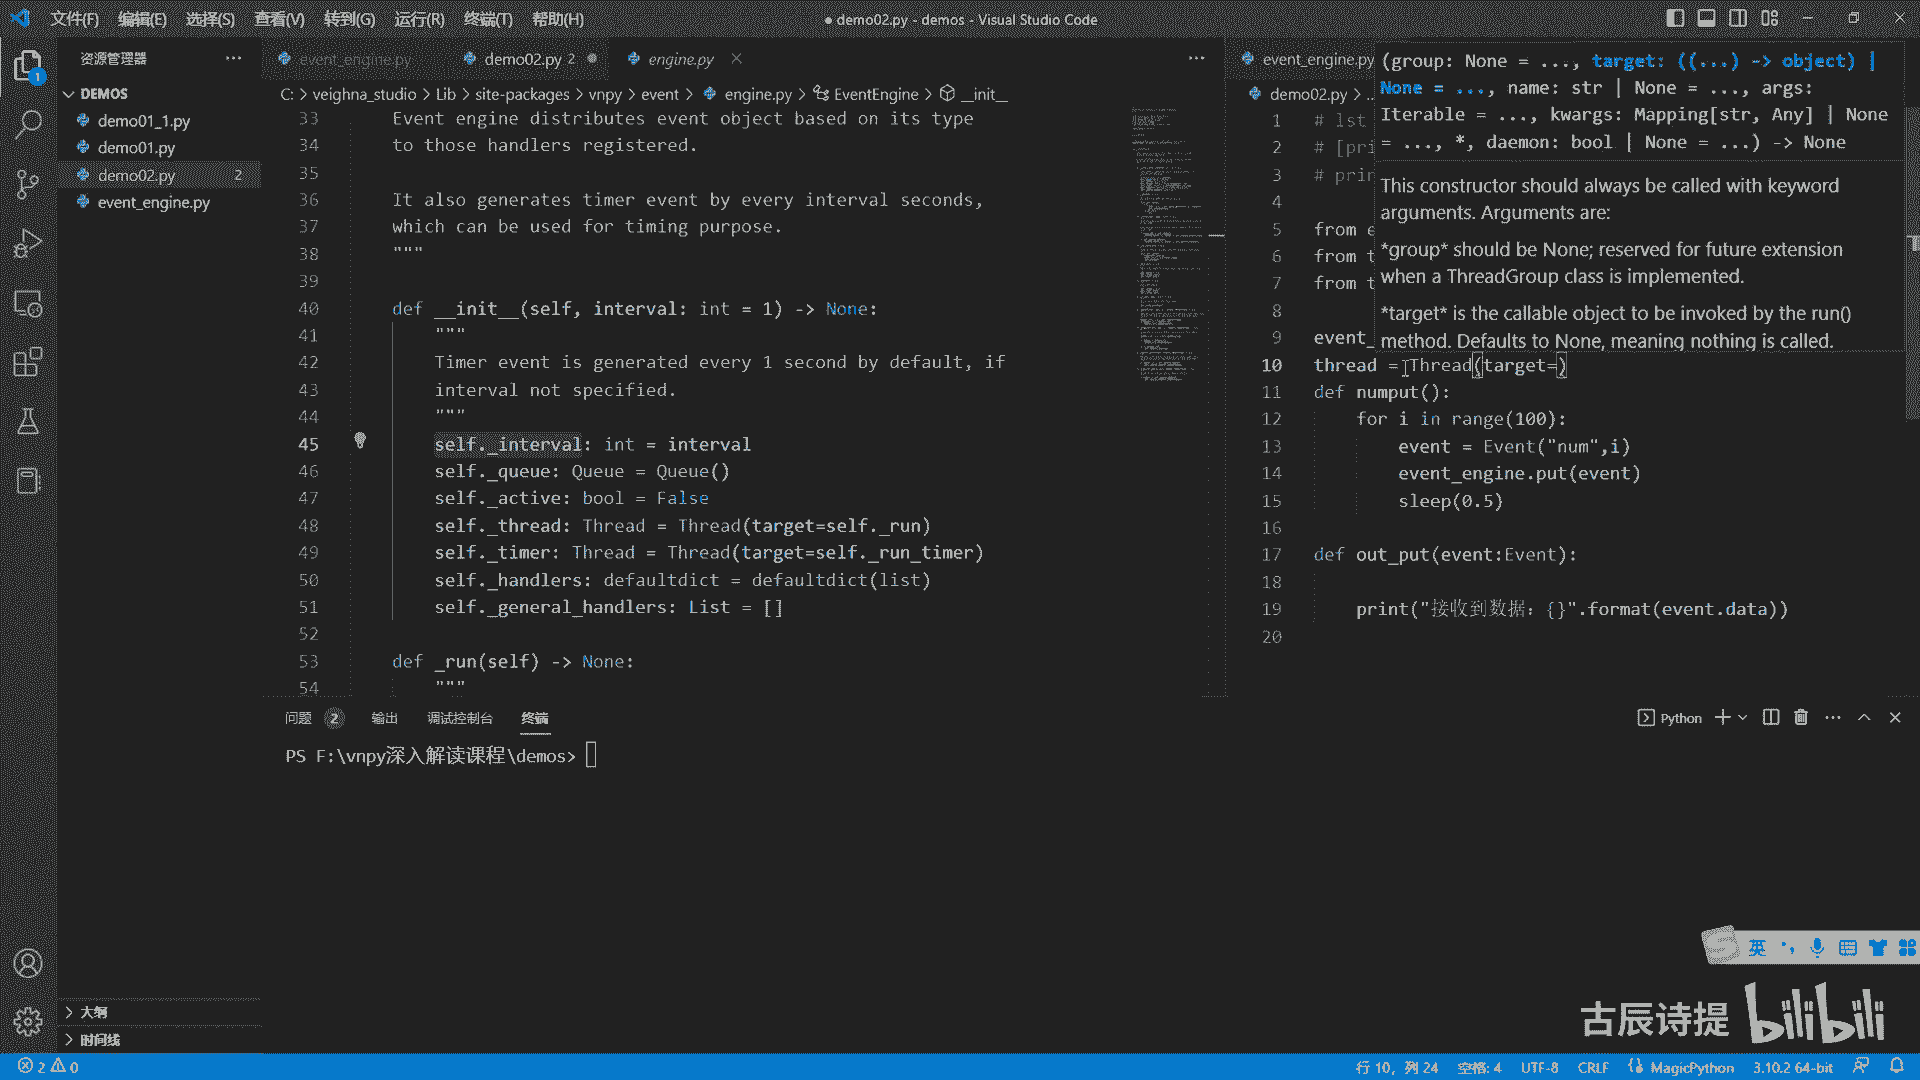 文件(F) 编辑(E) 选择(S) 查看(V) 转到(G) 运行(R) 终端(T) 帮助(H)
● demo02.py - demos - Visual Studio Code
资源管理器 ···
DEMOS
demo01_1.py
demo01.py
demo02.py 2
event_engine.py
大纲
时间线
1
event_engine.py demo02.py 2 ● engine.py ×
C: > veighna_studio > Lib > site-packages > vnpy > event > engine.py > EventEngine > __init__
33 Event engine distributes event object based on its type
34 to those handlers registered.
35
36 It also generates timer event by every interval seconds,
37 which can be used for timing purpose.
38 """
39
40 def __init__(self, interval: int = 1) -> None:
41 """
42 Timer event is generated every 1 second by default, if
43 interval not specified.
44 """
45 self._interval: int = interval
46 self._queue: Queue = Queue()
47 self._active: bool = False
48 self._thread: Thread = Thread(target=self._run)
49 self._timer: Thread = Thread(target=self._run_timer)
50 self._handlers: defaultdict = defaultdict(list)
51 self._general_handlers: List = []
52
53 def _run(self) -> None:
54 """
event_engine.py
demo02.py > ...
(group: None = ..., target: ((...) -> object) |
None = ..., name: str | None = ..., args:
Iterable = ..., kwargs: Mapping[str, Any] | None
= ..., *, daemon: bool | None = ...) -> None
This constructor should always be called with keyword
arguments. Arguments are:
*group* should be None; reserved for future extension
when a ThreadGroup class is implemented.
*target* is the callable object to be invoked by the run()
method. Defaults to None, meaning nothing is called.
1 # lst
2 # [pri
3 # prin
4
5 from e
6 from t
7 from t
8
9 event_
10 thread = Thread(target=)
11 def numput():
12 for i in range(100):
13 event = Event("num",i)
14 event_engine.put(event)
15 sleep(0.5)
16
17 def out_put(event:Event):
18
19 print("接收到数据：{}".format(event.data))
20
问题 2 输出 调试控制台 终端
Python
PS F:\vnpy深入解读课程\demos>
英
古辰诗提 bilibili
2 0
行 10，列 24 空格: 4 UTF-8 CRLF MagicPython 3.10.2 64-bit